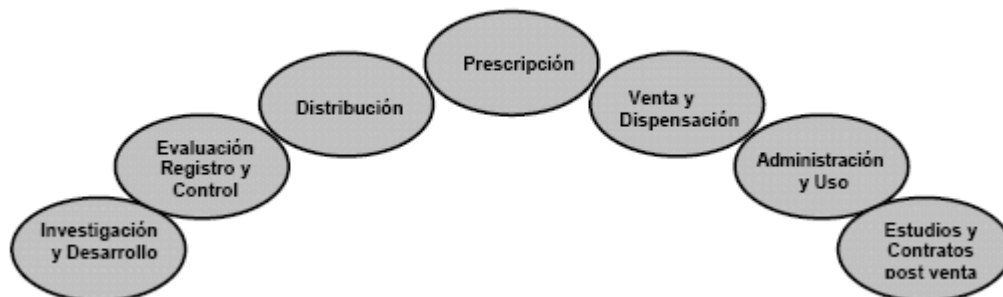 Investigación
y Desarrollo
Evaluación
Registro y
Control
Distribución
Prescripción
Venta y
Dispensación
Administración
y Uso
Estudios y
Contratos
post venta